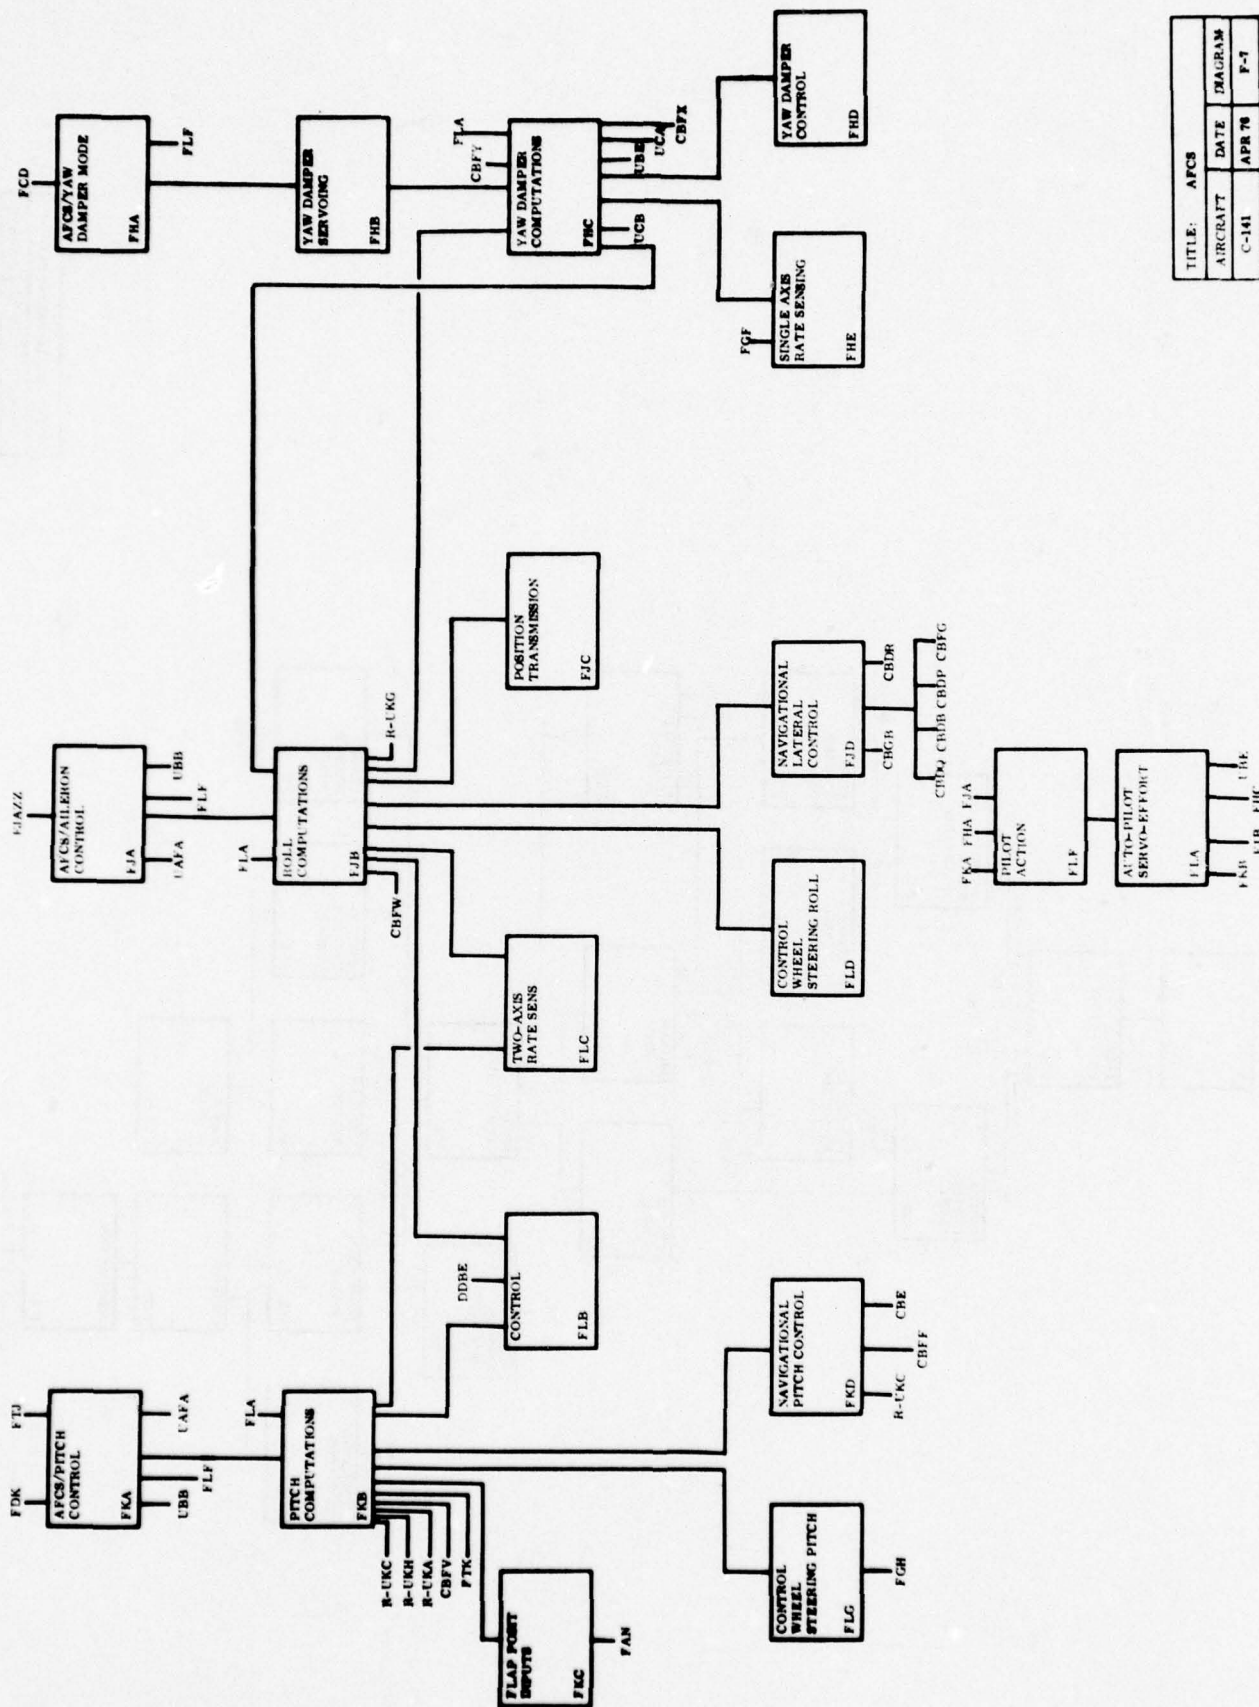 FCD
AFCS/YAW
DAMPER MODE
FHA
FLF
YAW DAMPER
SERVOING
FHB
CBFY
FLA
YAW DAMPER
COMPUTATIONS
FHC
UCB
UBE
UCA
CBFX
YAW DAMPER
CONTROL
FHD
FGF
SINGLE AXIS
RATE SENSING
FHE
FJAZZ
AFCS/AILERON
CONTROL
FJA
UAFA
FLF
UBB
FLA
ROLL
COMPUTATIONS
FJB
CBFW
R-UKG
POSITION
TRANSMISSION
FJC
TWO-AXIS
RATE SENS
FLC
NAVIGATIONAL
LATERAL
CONTROL
FJD
CBGB
CBDR
CBDQ CBDB CBDP CBFG
CONTROL
WHEEL
STEERING ROLL
FLD
FKA FHA FJA
PILOT
ACTION
FLF
AUTO-PILOT
SERVO-EFFORT
FLA
FKB
FJB
FHC
UBE
FDK
FTJ
AFCS/PITCH
CONTROL
FKA
UBB
FLF
UAFA
FLA
PITCH
COMPUTATIONS
FKB
R-UKC
R-UKH
R-UKA
CBFV
FTK
DDBE
CONTROL
FLB
FLAP POSIT
INPUTS
FKC
FAN
NAVIGATIONAL
PITCH CONTROL
FKD
R-UKC
CBFF
CBE
CONTROL
WHEEL
STEERING PITCH
FLG
FGH
TITLE: AFCS
AIRCRAFT DATE DIAGRAM
C-141 APR 78 F-7